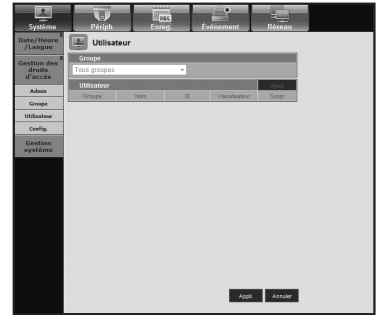 Système Périph Enreg. Événement Réseau
Date/Heure
/Langue
Utilisateur
Gestion des
droits
d'accès
Groupe
Tous groupes
Utilisateur Ajout
Groupe Nom ID Visualisateur Suppr.
Admin
Groupe
Utilisateur
Config.
Gestion
système
Appli. Annuler